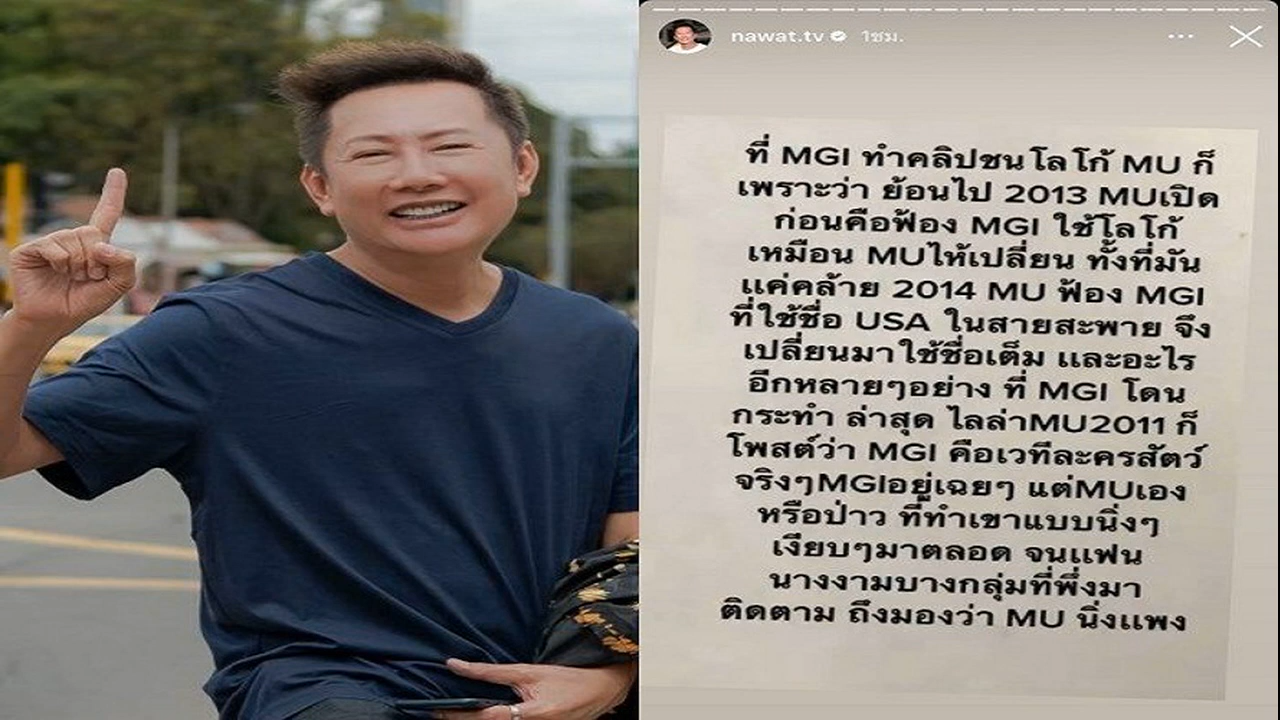 nawat.tv 1ชม.
ที่ MGI ทำคลิปชนโลโก้ MU ก็
เพราะว่า ย้อนไป 2013 MUเปิด
ก่อนคือฟ้อง MGI ใช้โลโก้
เหมือน MUไห้เปลี่ยน ทั้งที่มัน
แค่คล้าย 2014 MU ฟ้อง MGI
ที่ใช้ชื่อ USA ในสายสะพาย จึง
เปลี่ยนมาใช้ชื่อเต็ม และอะไร
อีกหลายๆอย่าง ที่ MGI โดน
กระทำ ล่าสุด ไลล่าMU2011 ก็
โพสต์ว่า MGI คือเวทีละครสัตว์
จริงๆMGIอยู่เฉยๆ แต่MUเอง
หรือป่าว ที่ทำเขาแบบนิ่งๆ
เงียบๆมาตลอด จนแฟน
นางงามบางกลุ่มที่พึ่งมา
ติดตาม ถึงมองว่า MU นิ่งแพง